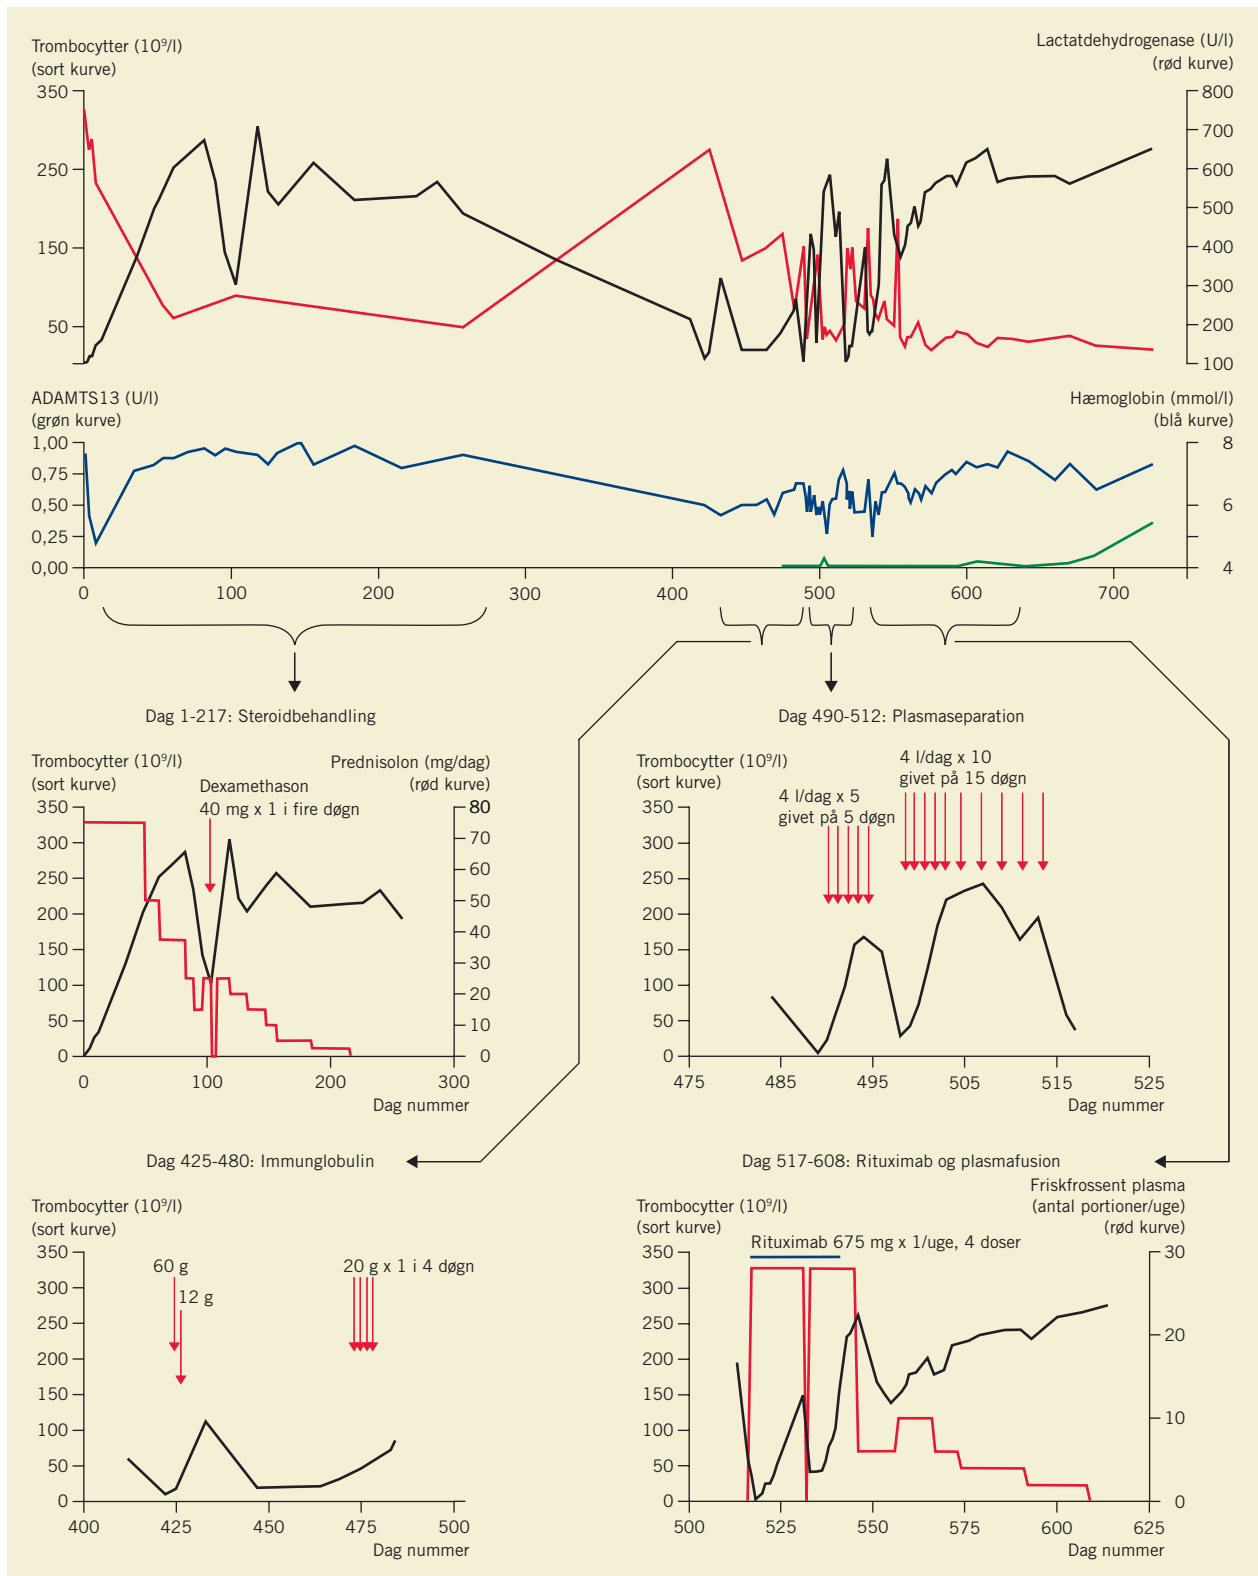 Trombocytter (10⁹/l)
(sort kurve)
Lactatdehydrogenase (U/l)
(rød kurve)
350
250
150
50
800
700
600
500
400
300
200
100
ADAMTS13 (U/l)
(grøn kurve)
Hæmoglobin (mmol/l)
(blå kurve)
1,00
0,75
0,50
0,25
0,00
8
6
4
0 100 200 300 400 500 600 700
Dag 1-217: Steroidbehandling
Trombocytter (10⁹/l)
(sort kurve)
Prednisolon (mg/dag)
(rød kurve)
Dexamethason
40 mg x 1 i fire døgn
350
300
250
200
150
100
50
0
80
70
60
50
40
30
20
10
0
0 100 200 300
Dag nummer
Dag 490-512: Plasmaseparation
Trombocytter (10⁹/l)
(sort kurve)
4 l/dag x 5
givet på 5 døgn
4 l/dag x 10
givet på 15 døgn
350
300
250
200
150
100
50
0
475 485 495 505 515 525
Dag nummer
Dag 425-480: Immunglobulin
Trombocytter (10⁹/l)
(sort kurve)
60 g
12 g
20 g x 1 i 4 døgn
350
300
250
200
150
100
50
0
400 425 450 475 500
Dag nummer
Dag 517-608: Rituximab og plasmafusion
Trombocytter (10⁹/l)
(sort kurve)
Friskfrossent plasma
(antal portioner/uge)
(rød kurve)
Rituximab 675 mg x 1/uge, 4 doser
350
300
250
200
150
100
50
0
30
20
10
0
500 525 550 575 600 625
Dag nummer